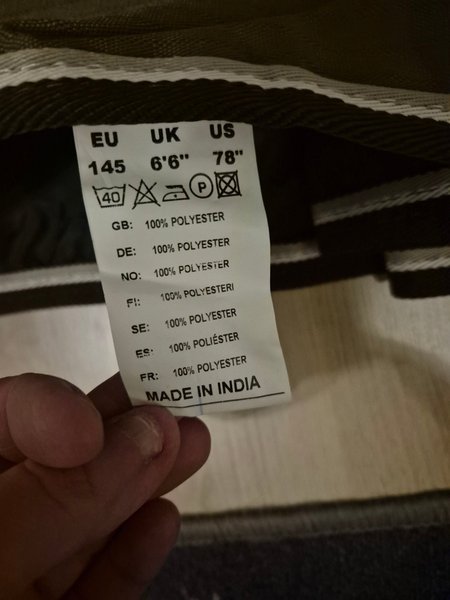 EU UK US
145 6'6" 78"
40 P
GB: 100% POLYESTER
DE: 100% POLYESTER
NO: 100% POLYESTER
FI: 100% POLYESTERI
SE: 100% POLYESTER
ES: 100% POLIÉSTER
FR: 100% POLYESTER
MADE IN INDIA